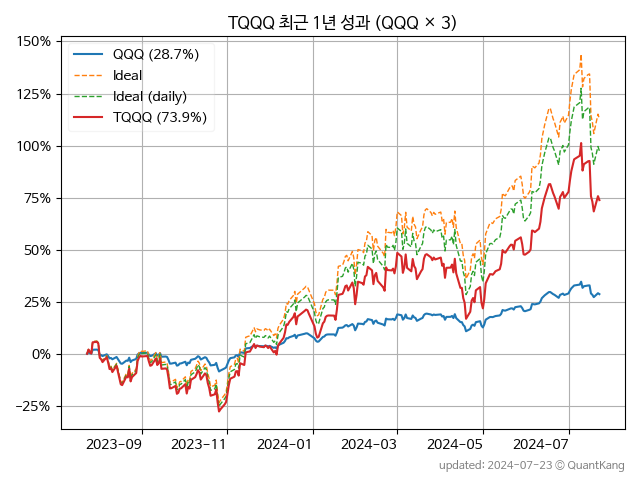 TQQQ 최근 1년 성과 (QQQ × 3)
QQQ (28.7%)
Ideal
Ideal (daily)
TQQQ (73.9%)
150%
125%
100%
75%
50%
25%
0%
−25%
2023-09
2023-11
2024-01
2024-03
2024-05
2024-07
updated: 2024-07-23 © QuantKang